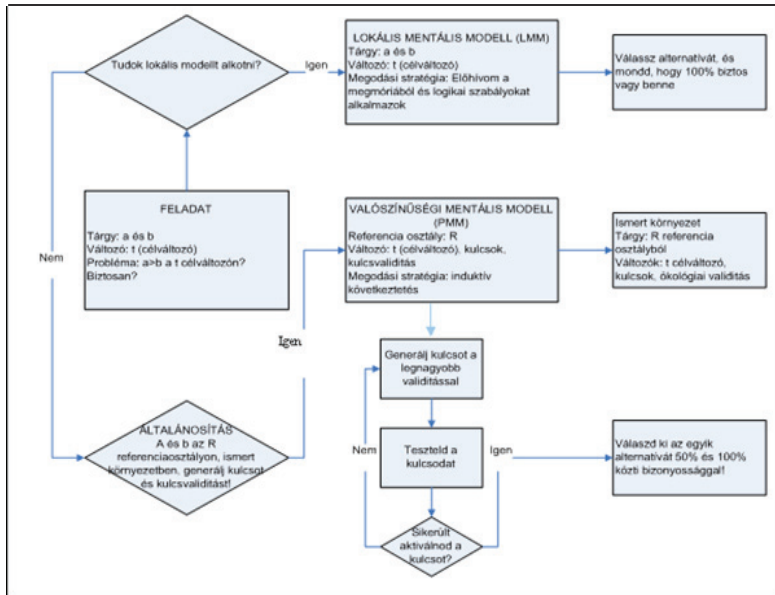 Tudok lokális modellt alkotni?
Igen
LOKÁLIS MENTÁLIS MODELL (LMM)
Tárgy: a és b
Változó: t (célváltozó)
Megodási stratégia: Előhívom a
megmóriából és logikai szabályokat
alkalmazok
Válassz alternatívát, és
mondd, hogy 100% biztos
vagy benne
FELADAT
Tárgy: a és b
Változó: t (célváltozó)
Probléma: a>b a t célváltozón?
Biztosan?
Nem
VALÓSZÍNŰSÉGI MENTÁLIS MODELL
(PMM)
Referencia osztály: R
Változó: t (célváltozó), kulcsok,
kulcsvaliditás
Megodási stratégia: induktív
következtetés
Ismert környezet
Tárgy: R referencia
osztályból
Változók: t célváltozó,
kulcsok, ökológiai validitás
Igen
Generálj kulcsot a
legnagyobb
validitással
ÁLTALÁNOSÍTÁS
A és b az R
referenciaosztályon, ismert
környezetben, generálj kulcsot
és kulcsvaliditást!
Nem
Teszteld a
kulcsodat
Igen
Válaszd ki az egyik
alternatívát 50% és 100%
közti bizonyossággal!
Sikerült
aktiválnod a
kulcsot?